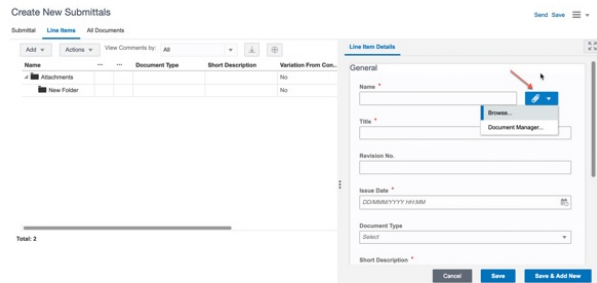 Create New Submittals
Send Save
Submittal Line Items All Documents
Add Actions View Comments by: All
Name ... ... Document Type Short Description Variation From Con...
Attachments No
New Folder No
Total: 2
Line Item Details
General
Name *
Browse...
Document Manager...
Title *
Revision No.
Issue Date *
DD/MMM/YYYY HH:MM
Document Type
Select
Short Description *
Cancel Save Save & Add New